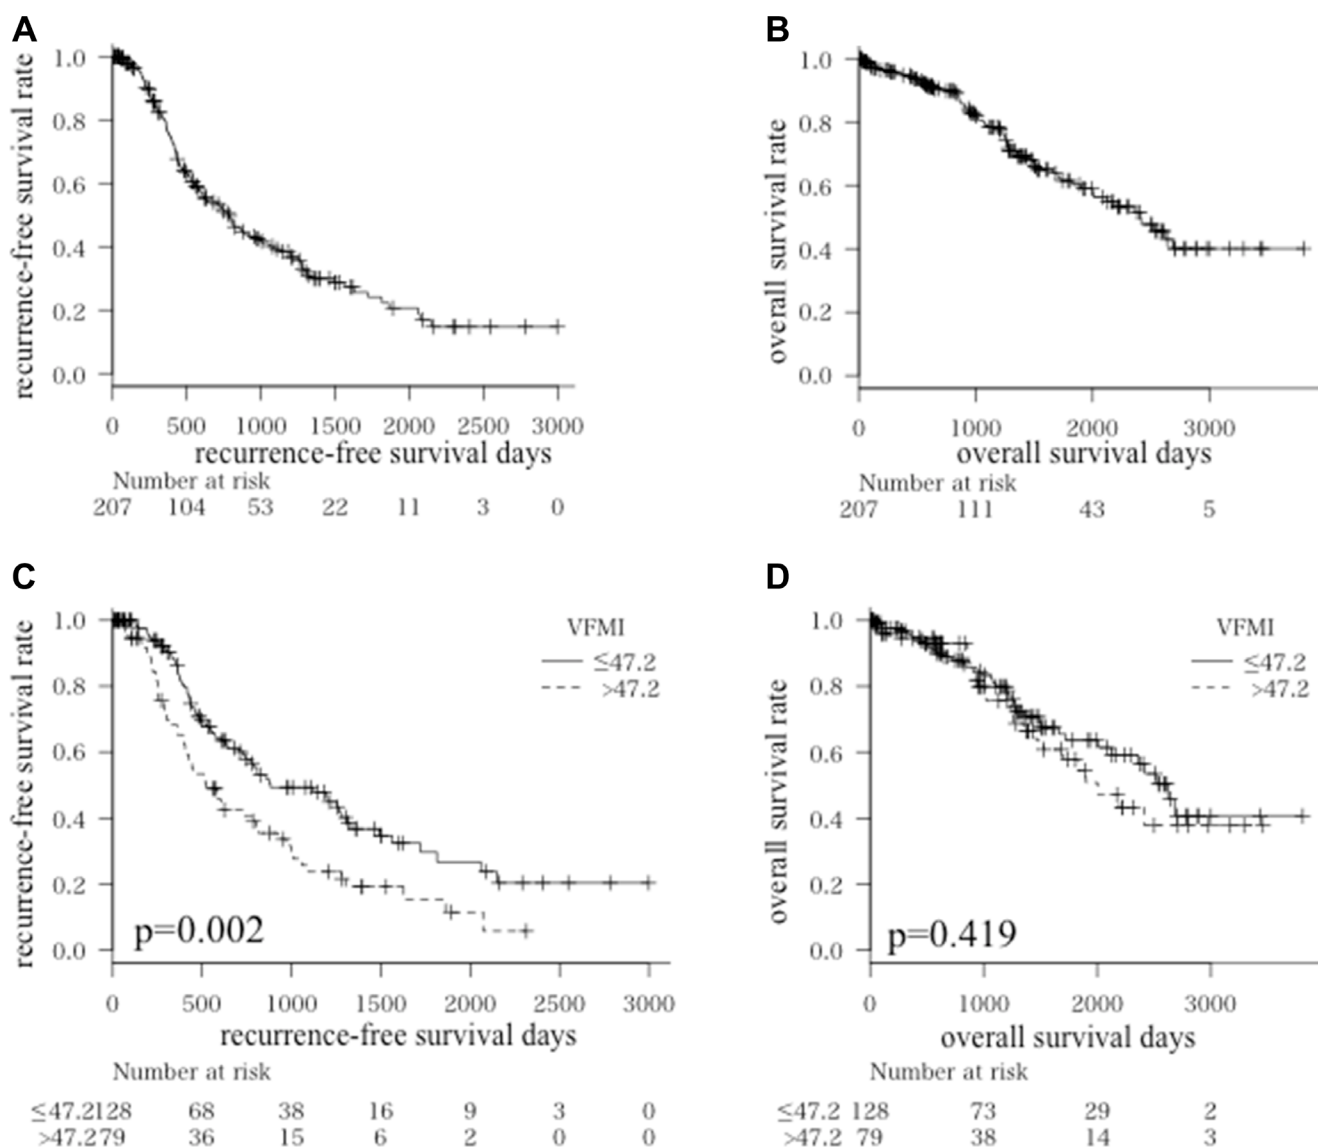 A
recurrence-free survival rate
1.0
0.8
0.6
0.4
0.2
0.0
0 500 1000 1500 2000 2500 3000
recurrence-free survival days
Number at risk
207 104 53 22 11 3 0
B
overall survival rate
1.0
0.8
0.6
0.4
0.2
0.0
0 1000 2000 3000
overall survival days
Number at risk
207 111 43 5
C
recurrence-free survival rate
1.0
0.8
0.6
0.4
0.2
0.0
VFMI
≤47.2
>47.2
p=0.002
0 500 1000 1500 2000 2500 3000
recurrence-free survival days
Number at risk
≤47.2 128 68 38 16 9 3 0
>47.2 79 36 15 6 2 0 0
D
overall survival rate
1.0
0.8
0.6
0.4
0.2
0.0
VFMI
≤47.2
>47.2
p=0.419
0 1000 2000 3000
overall survival days
Number at risk
≤47.2 128 73 29 2
>47.2 79 38 14 3